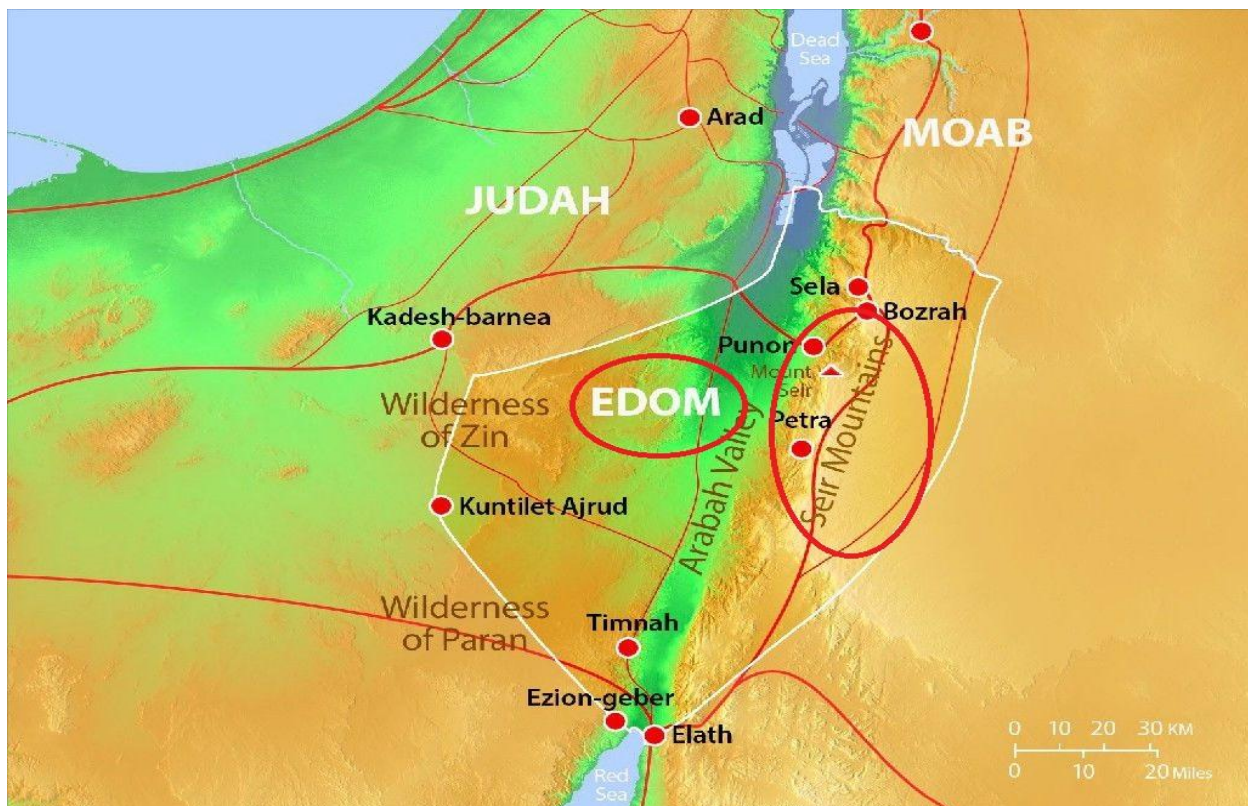 Dead
Sea
Arad
MOAB
JUDAH
Sela
Bozrah
Kadesh-barnea
Punon
Mount
Seir
EDOM
Wilderness
of Zin
Petra
Seir Mountains
Arabah Valley
Kuntilet Ajrud
Wilderness
of Paran
Timnah
Ezion-geber
Elath
Red
Sea
0 10 20 30 KM
0 10 20 Miles